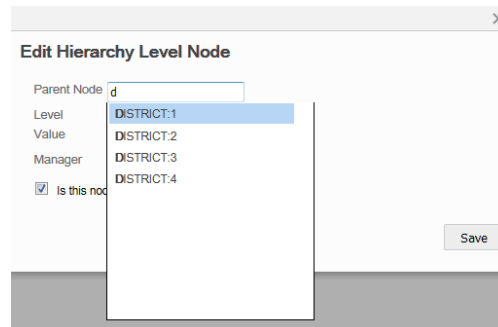 Edit Hierarchy Level Node
Parent Node d
Level DISTRICT:1
Value DISTRICT:2
Manager DISTRICT:3
DISTRICT:4
Is this
Save